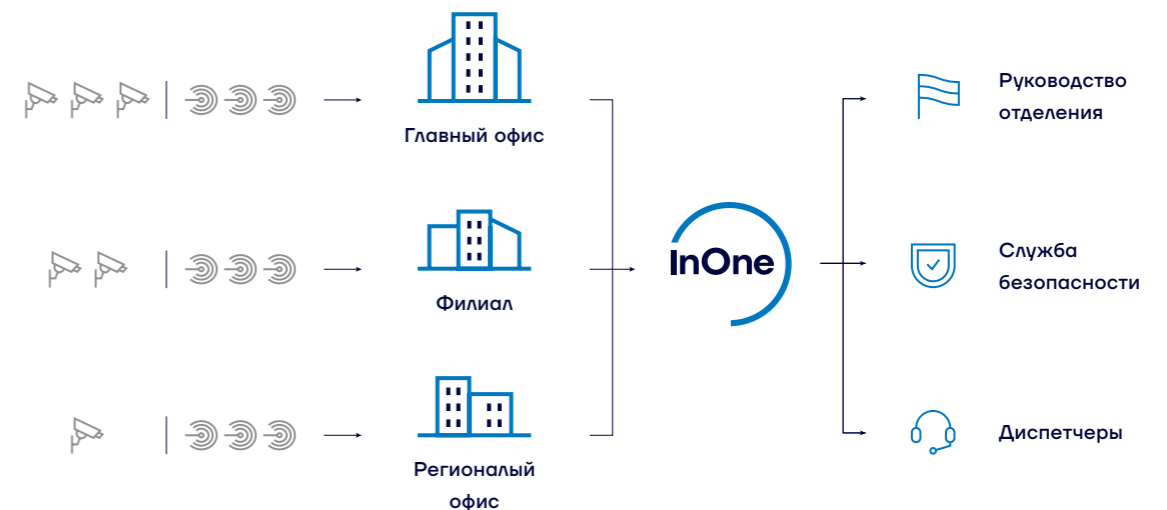 Главный офис
Филиал
Регионалый
офис
InOne
Руководство
отделения
Служба
безопасности
Диспетчеры